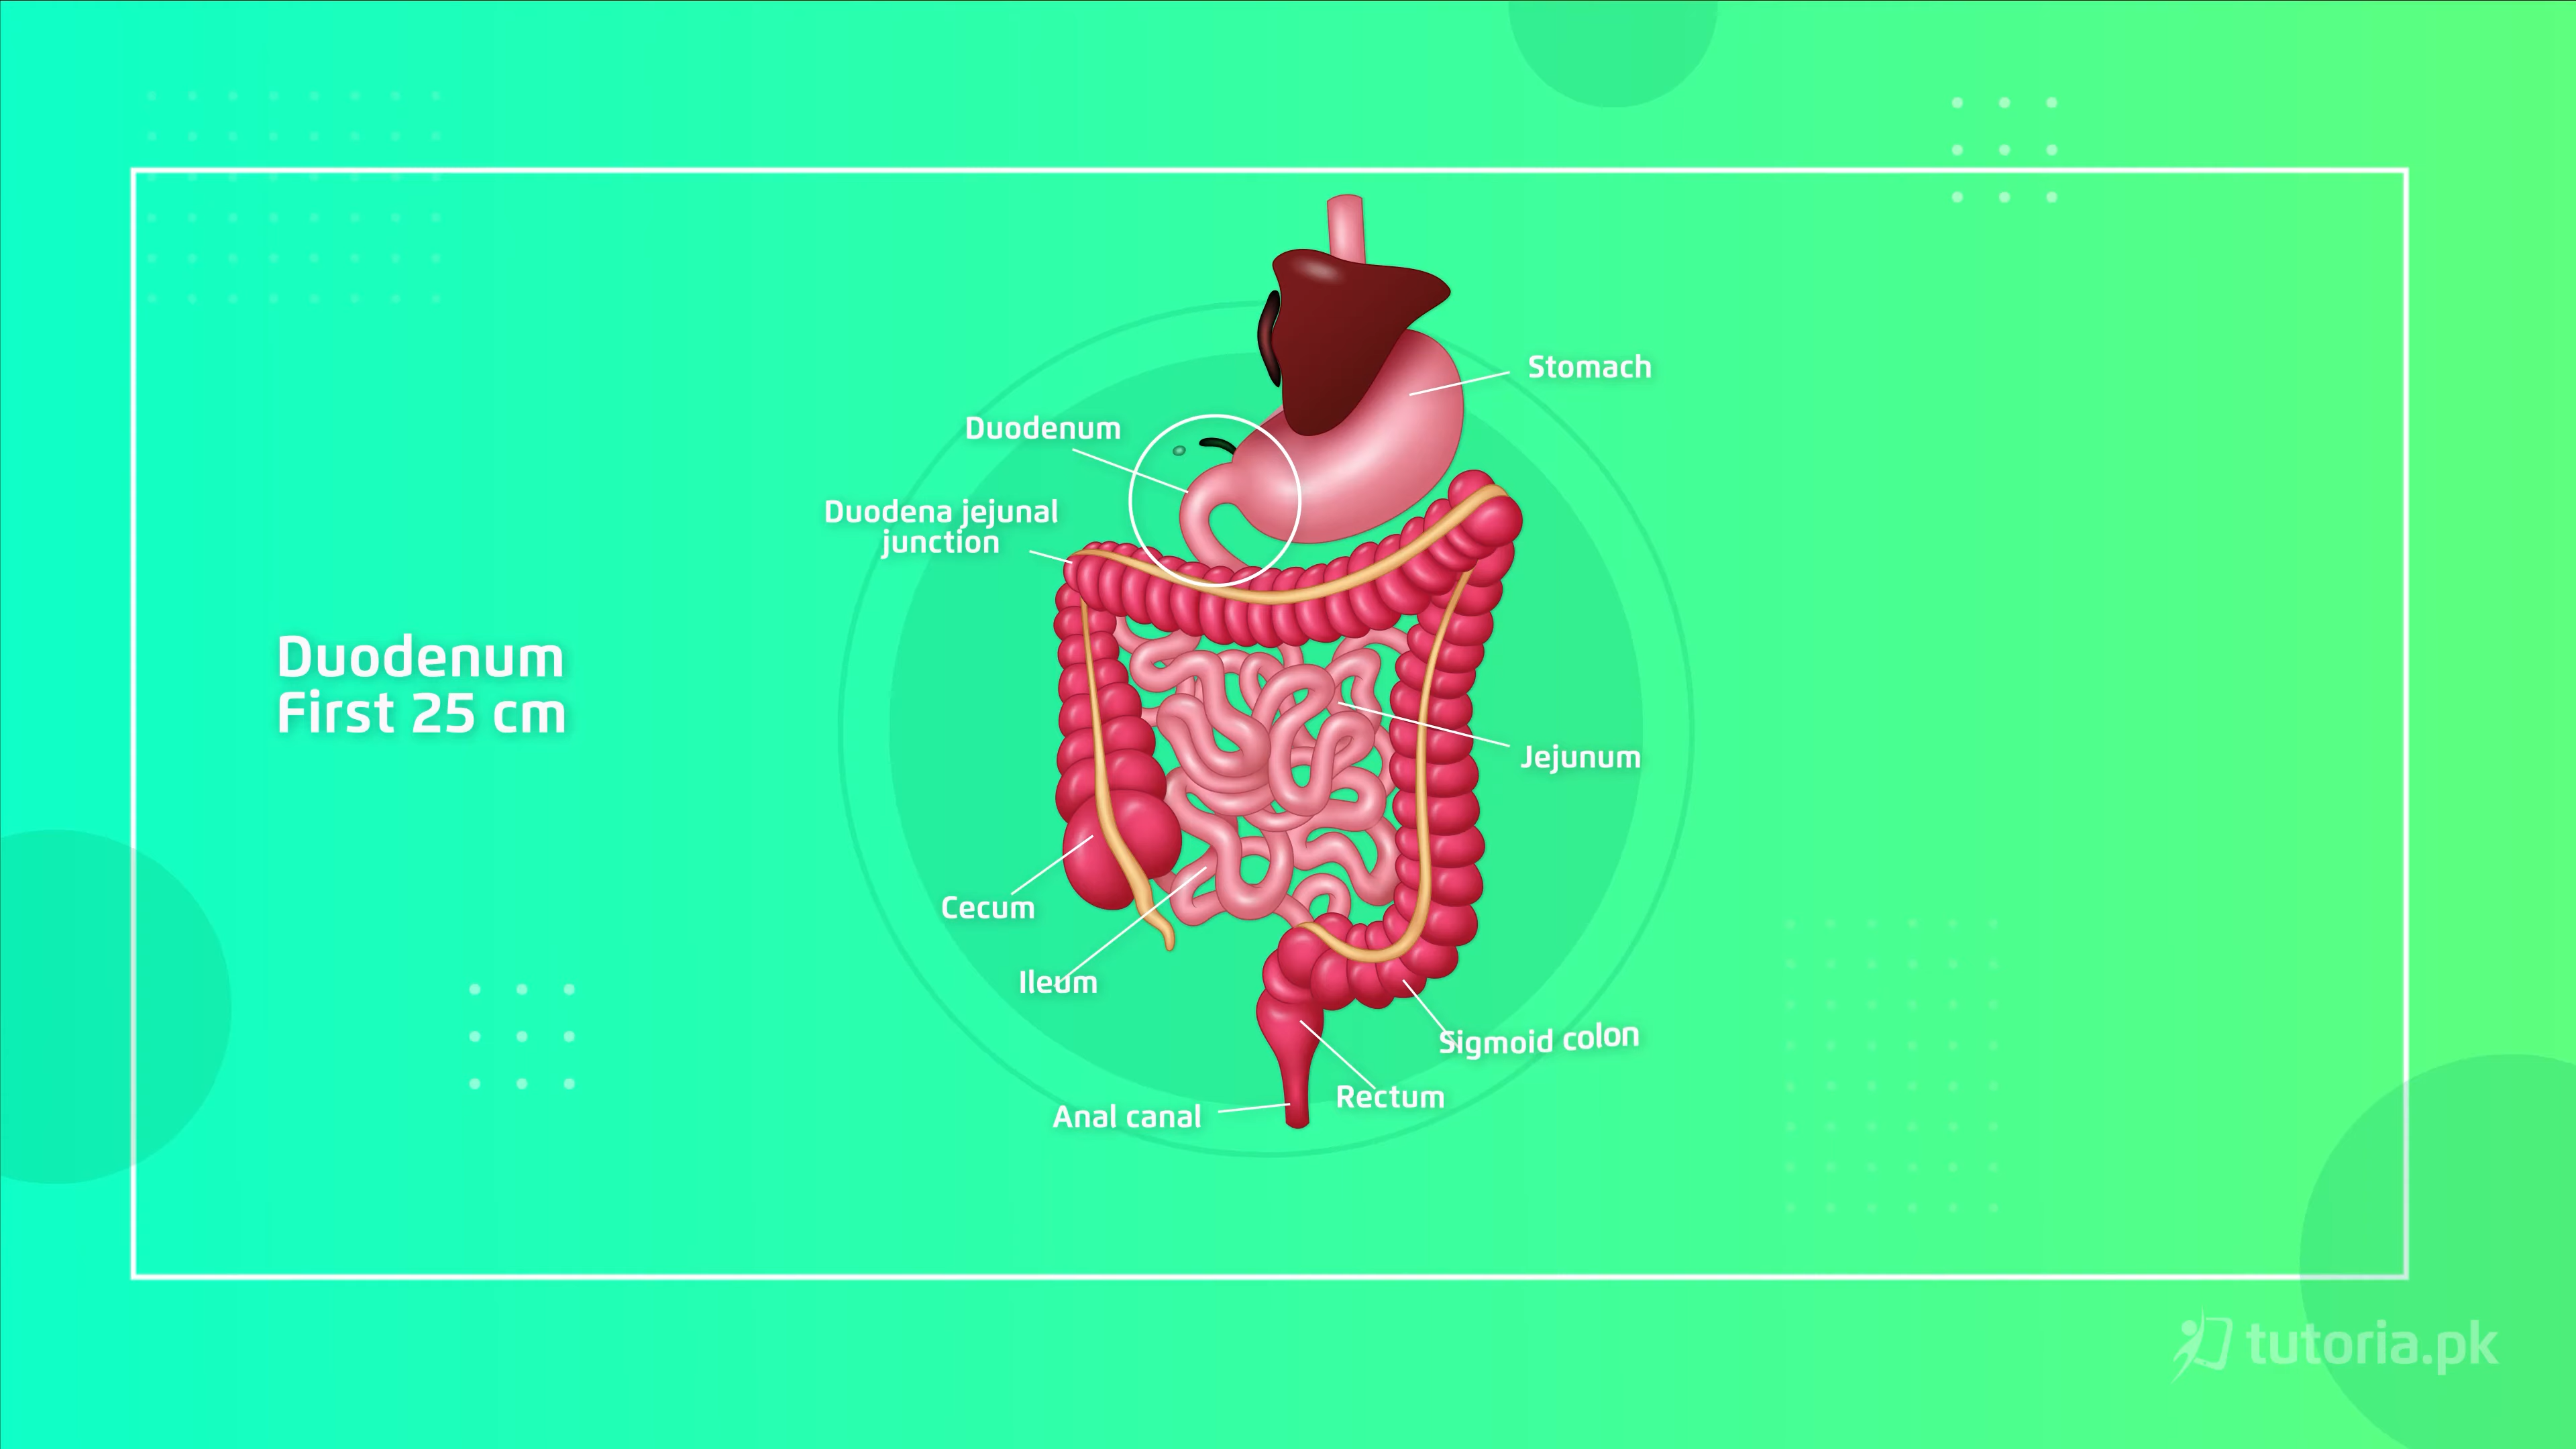 Stomach
Duodenum
Duodena jejunal
junction
Duodenum
First 25 cm
Jejunum
Cecum
Ileum
Sigmoid colon
Rectum
Anal canal
tutoria.pk